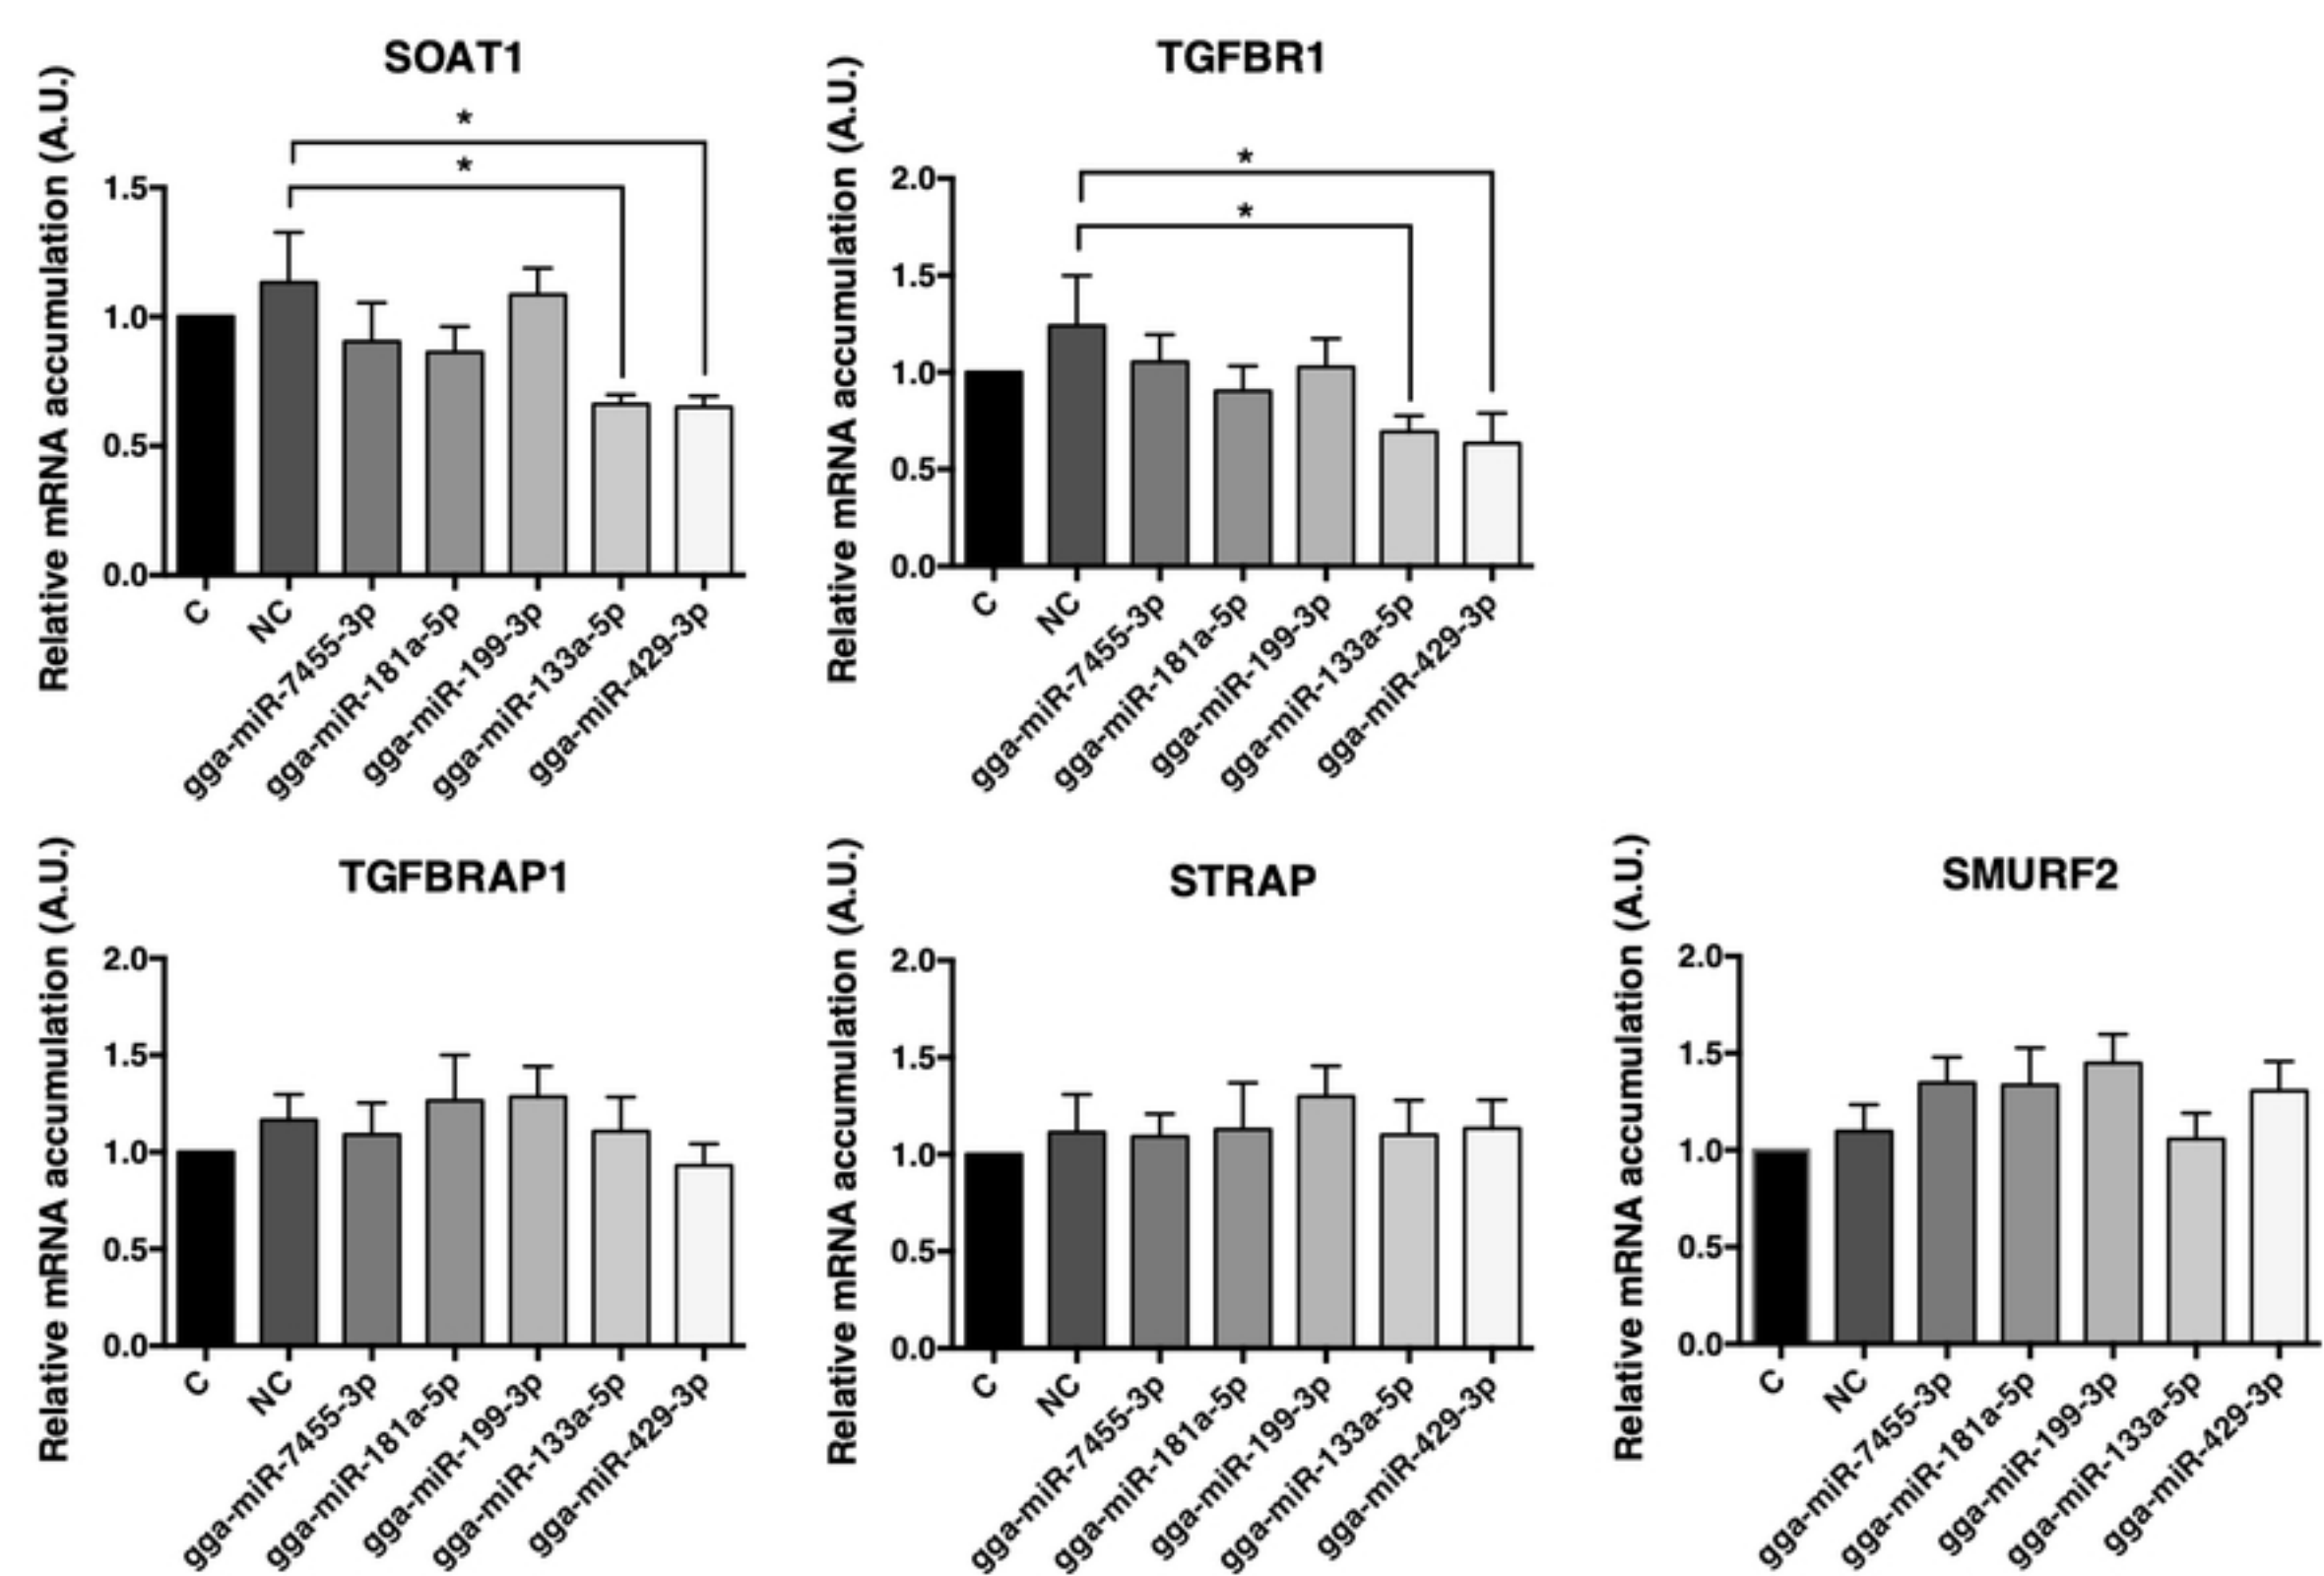 SOAT1
Relative mRNA accumulation (A.U.)
*
*
1.5
1.0
0.5
0.0
C
NC
gga-miR-7455-3p
gga-miR-181a-5p
gga-miR-199-3p
gga-miR-133a-5p
gga-miR-429-3p
TGFBR1
Relative mRNA accumulation (A.U.)
*
*
2.0
1.5
1.0
0.5
0.0
C
NC
gga-miR-7455-3p
gga-miR-181a-5p
gga-miR-199-3p
gga-miR-133a-5p
gga-miR-429-3p
TGFBRAP1
Relative mRNA accumulation (A.U.)
2.0
1.5
1.0
0.5
0.0
C
NC
gga-miR-7455-3p
gga-miR-181a-5p
gga-miR-199-3p
gga-miR-133a-5p
gga-miR-429-3p
STRAP
Relative mRNA accumulation (A.U.)
2.0
1.5
1.0
0.5
0.0
C
NC
gga-miR-7455-3p
gga-miR-181a-5p
gga-miR-199-3p
gga-miR-133a-5p
gga-miR-429-3p
SMURF2
Relative mRNA accumulation (A.U.)
2.0
1.5
1.0
0.5
0.0
C
NC
gga-miR-7455-3p
gga-miR-181a-5p
gga-miR-199-3p
gga-miR-133a-5p
gga-miR-429-3p